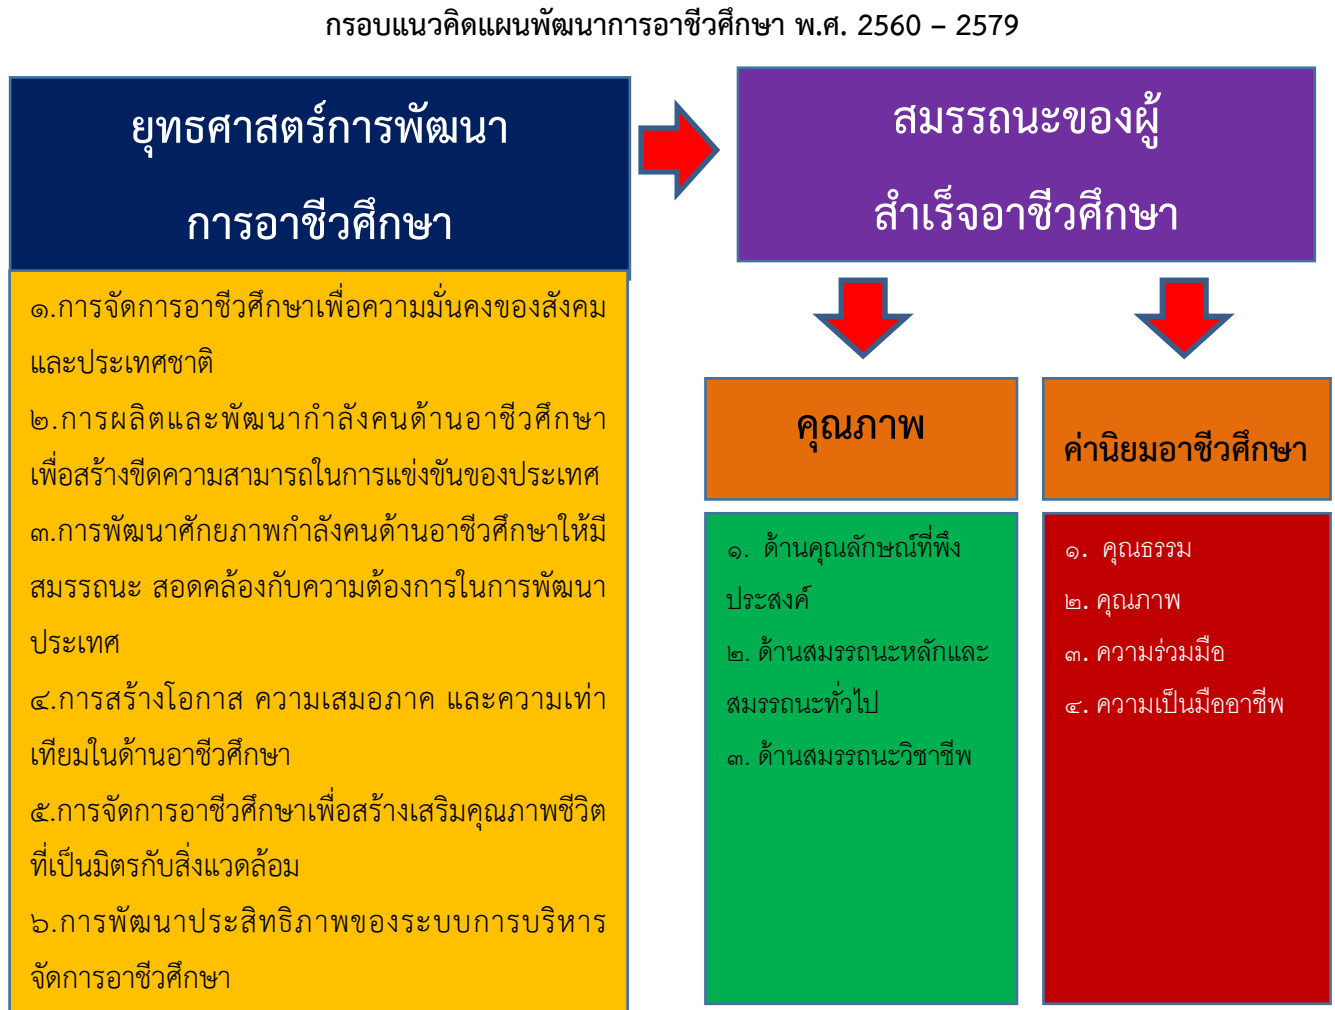 กรอบแนวคิดแผนพัฒนาการอาชีวศึกษา พ.ศ. 2560 – 2579
ยุทธศาสตร์การพัฒนา
การอาชีวศึกษา
๑.การจัดการอาชีวศึกษาเพื่อความมั่นคงของสังคม
และประเทศชาติ
๒.การผลิตและพัฒนากำลังคนด้านอาชีวศึกษา
เพื่อสร้างขีดความสามารถในการแข่งขันของประเทศ
๓.การพัฒนาศักยภาพกำลังคนด้านอาชีวศึกษาให้มี
สมรรถนะ สอดคล้องกับความต้องการในการพัฒนา
ประเทศ
๔.การสร้างโอกาส ความเสมอภาค และความเท่า
เทียมในด้านอาชีวศึกษา
๕.การจัดการอาชีวศึกษาเพื่อสร้างเสริมคุณภาพชีวิต
ที่เป็นมิตรกับสิ่งแวดล้อม
๖.การพัฒนาประสิทธิภาพของระบบการบริหาร
จัดการอาชีวศึกษา
สมรรถนะของผู้
สำเร็จอาชีวศึกษา
คุณภาพ
๑. ด้านคุณลักษณ์ที่พึง
ประสงค์
๒. ด้านสมรรถนะหลักและ
สมรรถนะทั่วไป
๓. ด้านสมรรถนะวิชาชีพ
ค่านิยมอาชีวศึกษา
๑. คุณธรรม
๒. คุณภาพ
๓. ความร่วมมือ
๔. ความเป็นมืออาชีพ